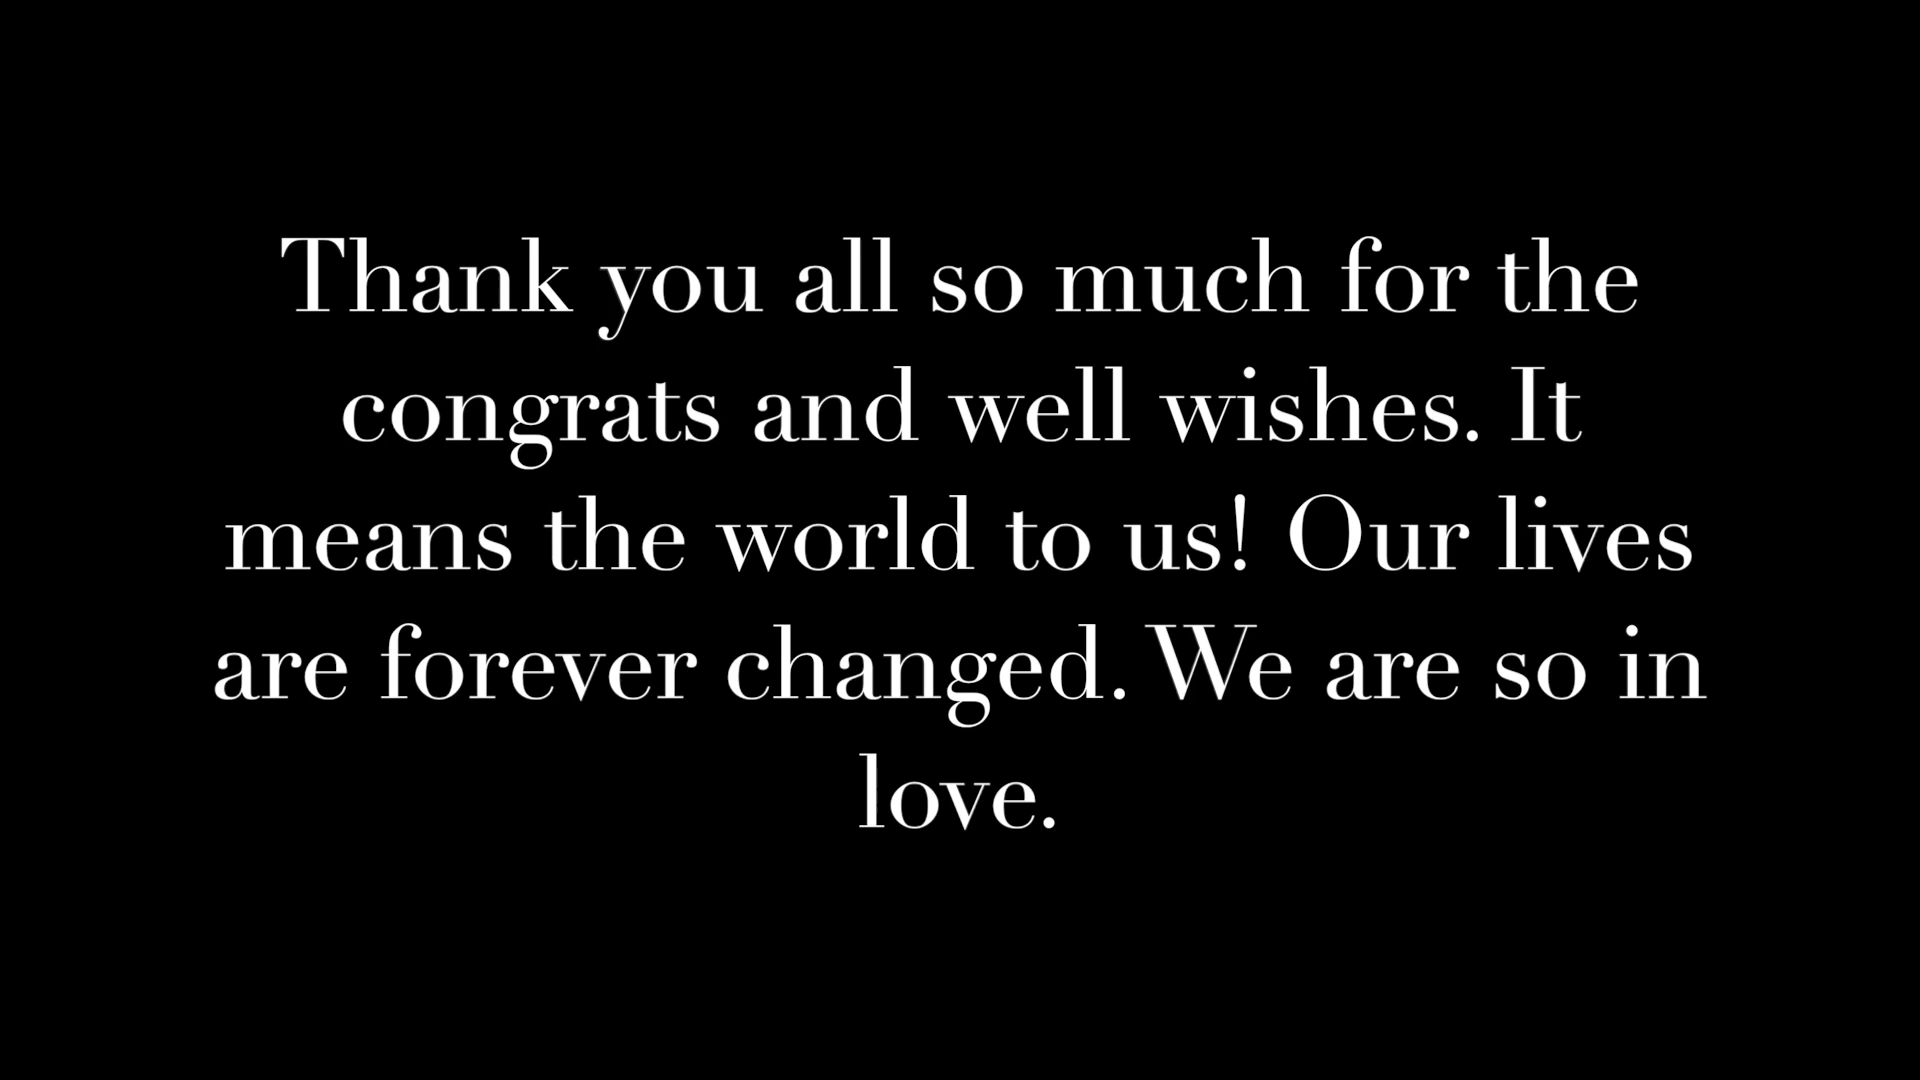 Thank you all so much for the
congrats and well wishes. It
means the world to us! Our lives
are forever changed. We are so in
love.